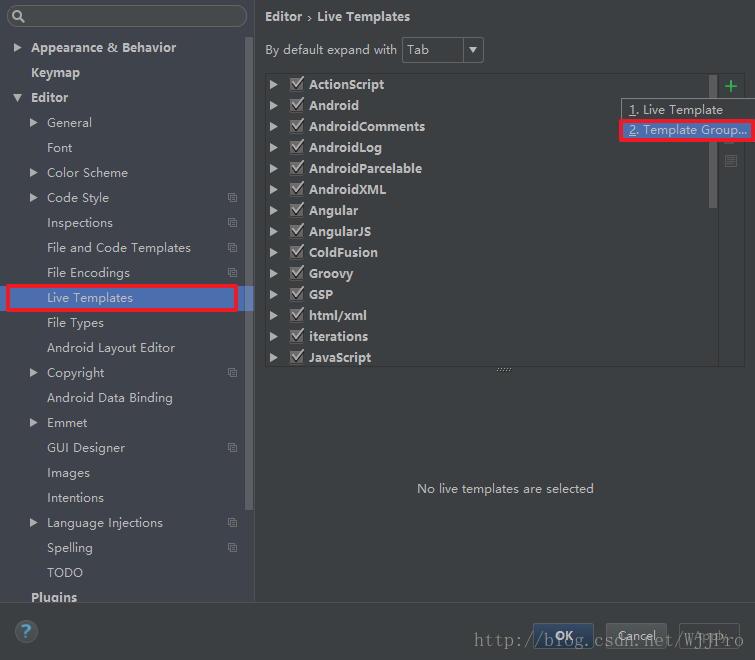 Appearance & Behavior
Keymap
Editor
General
Font
Color Scheme
Code Style
Inspections
File and Code Templates
File Encodings
Live Templates
File Types
Android Layout Editor
Copyright
Android Data Binding
Emmet
GUI Designer
Images
Intentions
Language Injections
Spelling
TODO
Plugins
Editor › Live Templates
By default expand with Tab
ActionScript
Android
AndroidComments
AndroidLog
AndroidParcelable
AndroidXML
Angular
AngularJS
ColdFusion
Groovy
GSP
html/xml
iterations
JavaScript
1. Live Template
2. Template Group...
No live templates are selected
?
OK
Cancel
Apply
http://blog.csdn.net/WjjPro